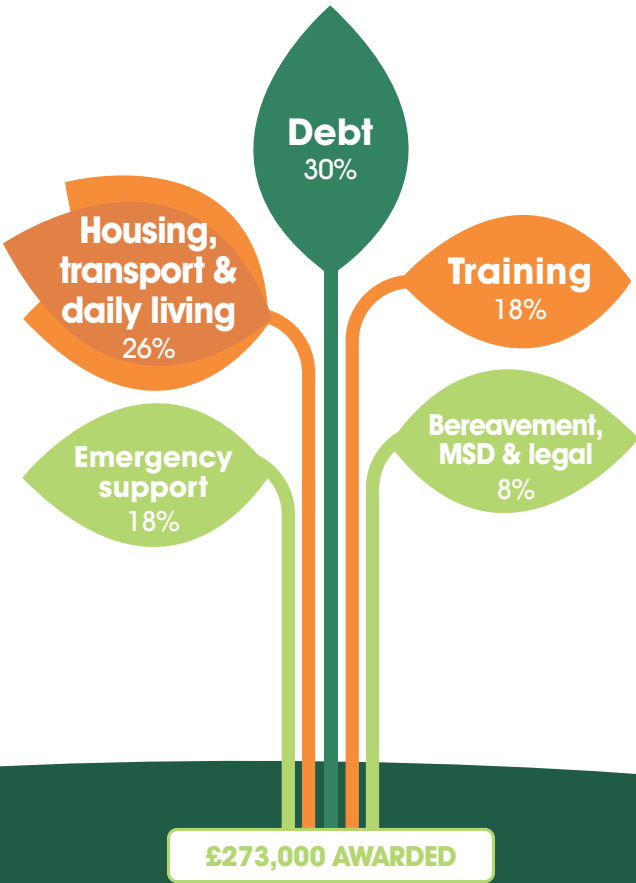 Debt
30%
Housing,
transport &
daily living
26%
Training
18%
Emergency
support
18%
Bereavement,
MSD & legal
8%
£273,000 AWARDED